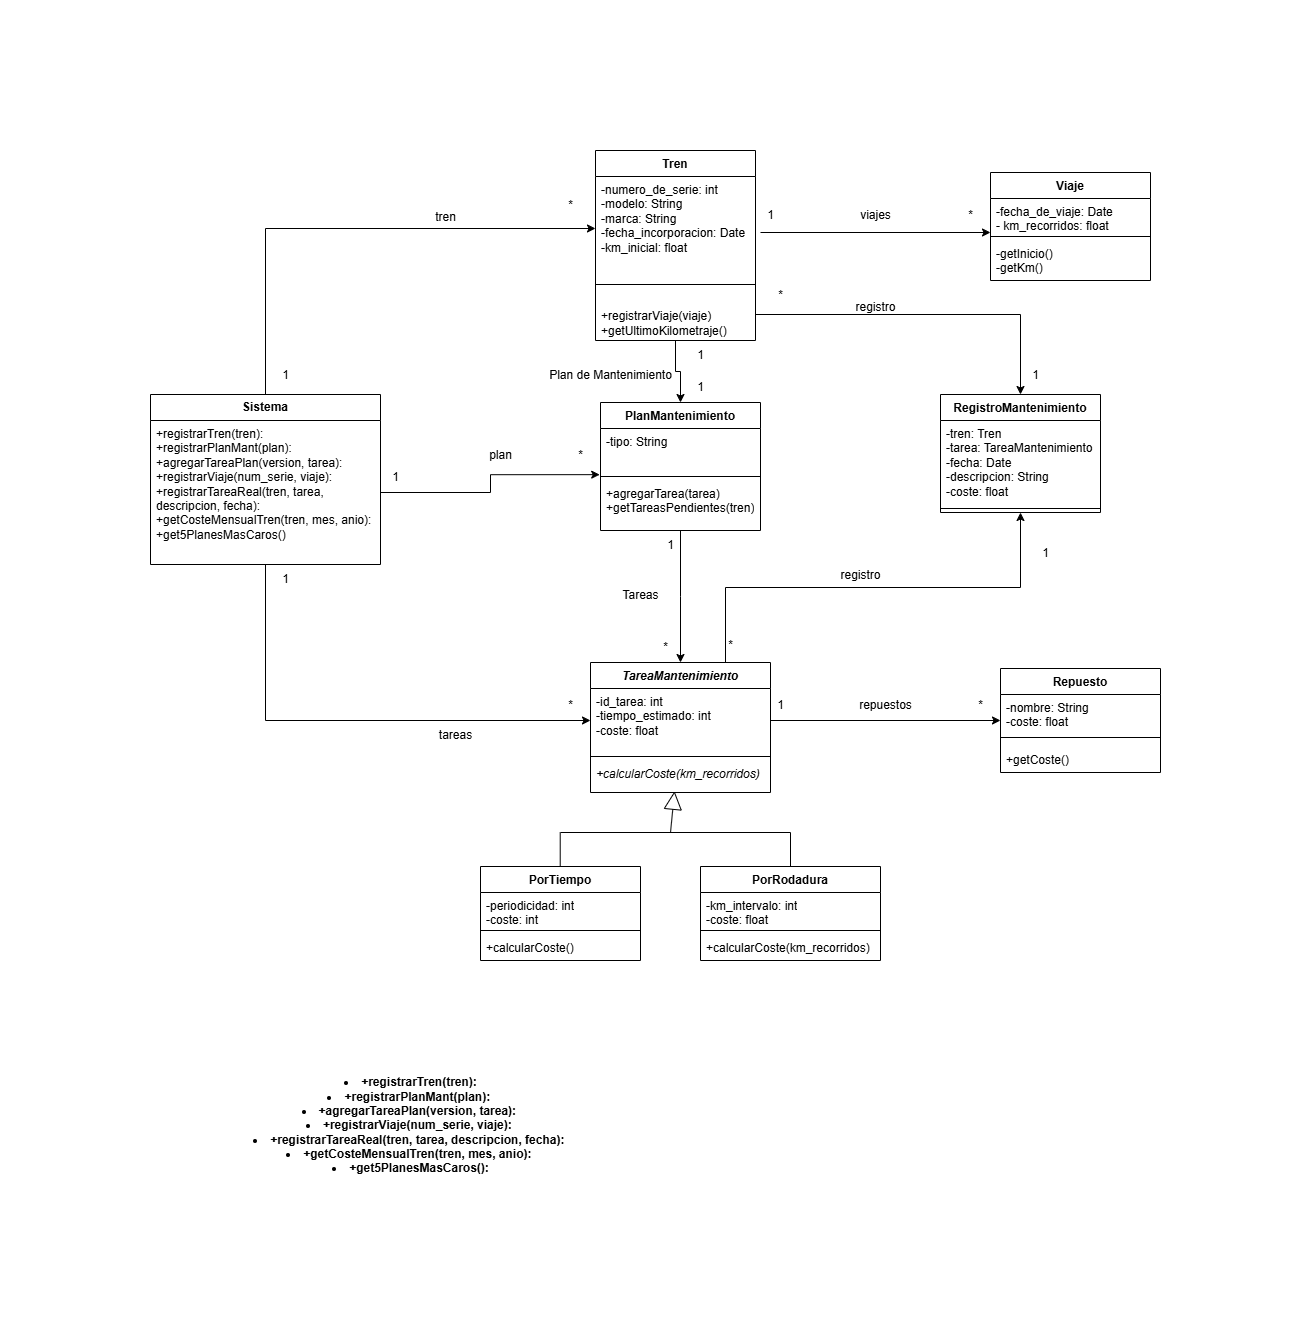 Tren
-numero_de_serie: int
-modelo: String
-marca: String
-fecha_incorporacion: Date
-km_inicial: float
+registrarViaje(viaje)
+getUltimoKilometraje()
Viaje
-fecha_de_viaje: Date
- km_recorridos: float
-getInicio()
-getKm()
tren
*
1
1
viajes
*
*
registro
1
1
Plan de Mantenimiento
1
Sistema
+registrarTren(tren):
+registrarPlanMant(plan):
+agregarTareaPlan(version, tarea):
+registrarViaje(num_serie, viaje):
+registrarTareaReal(tren, tarea,
descripcion, fecha):
+getCosteMensualTren(tren, mes, anio):
+get5PlanesMasCaros()
1
plan
*
PlanMantenimiento
-tipo: String
+agregarTarea(tarea)
+getTareasPendientes(tren)
RegistroMantenimiento
-tren: Tren
-tarea: TareaMantenimiento
-fecha: Date
-descripcion: String
-coste: float
1
Tareas
*
registro
1
*
1
tareas
*
TareaMantenimiento
-id_tarea: int
-tiempo_estimado: int
-coste: float
+calcularCoste(km_recorridos)
1
repuestos
*
Repuesto
-nombre: String
-coste: float
+getCoste()
PorTiempo
-periodicidad: int
-coste: int
+calcularCoste()
PorRodadura
-km_intervalo: int
-coste: float
+calcularCoste(km_recorridos)
• +registrarTren(tren):
• +registrarPlanMant(plan):
• +agregarTareaPlan(version, tarea):
• +registrarViaje(num_serie, viaje):
• +registrarTareaReal(tren, tarea, descripcion, fecha):
• +getCosteMensualTren(tren, mes, anio):
• +get5PlanesMasCaros():